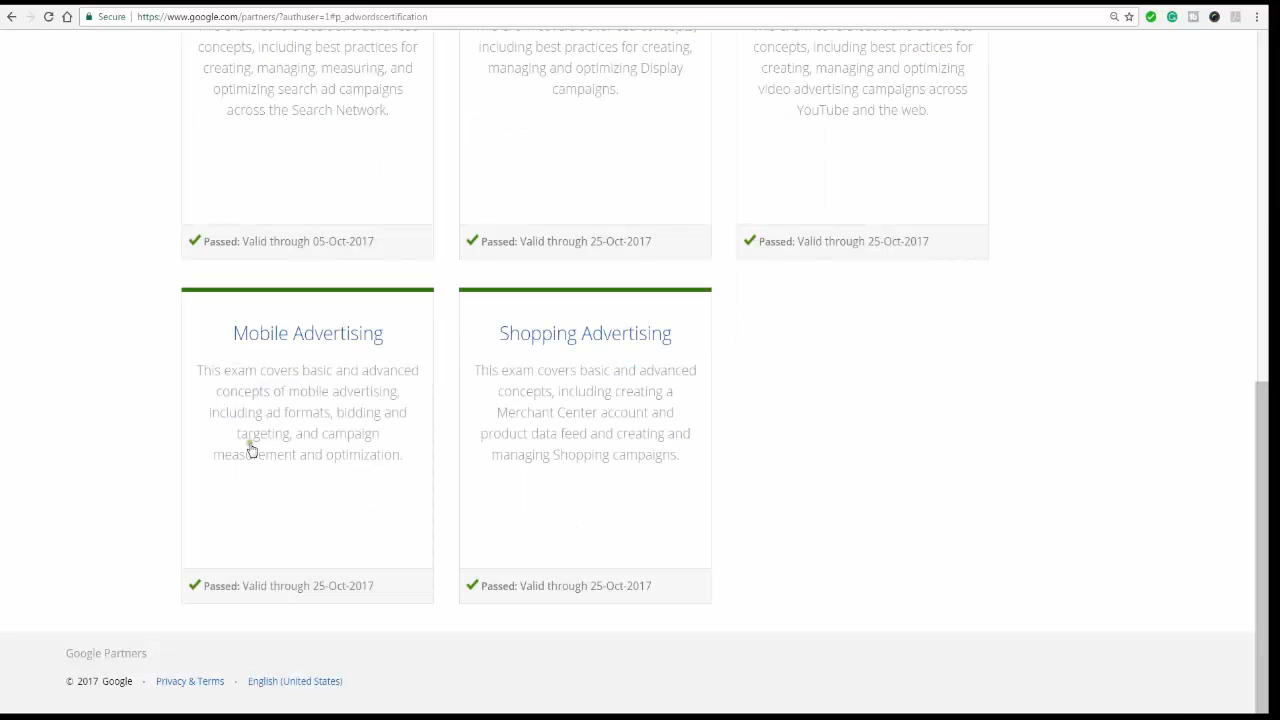 Secure
https://www.google.com/partners/?authuser=1#p_adwordscertification
concepts, including best practices for
creating, managing, measuring, and
optimizing search ad campaigns
across the Search Network.
Passed: Valid through 05-Oct-2017
including best practices for creating,
managing and optimizing Display
campaigns.
Passed: Valid through 25-Oct-2017
concepts, including best practices for
creating, managing and optimizing
video advertising campaigns across
YouTube and the web.
Passed: Valid through 25-Oct-2017
Mobile Advertising
This exam covers basic and advanced
concepts of mobile advertising,
including ad formats, bidding and
targeting, and campaign
measurement and optimization.
Passed: Valid through 25-Oct-2017
Shopping Advertising
This exam covers basic and advanced
concepts, including creating a
Merchant Center account and
product data feed and creating and
managing Shopping campaigns.
Passed: Valid through 25-Oct-2017
Google Partners
© 2017 Google · Privacy & Terms · English (United States)